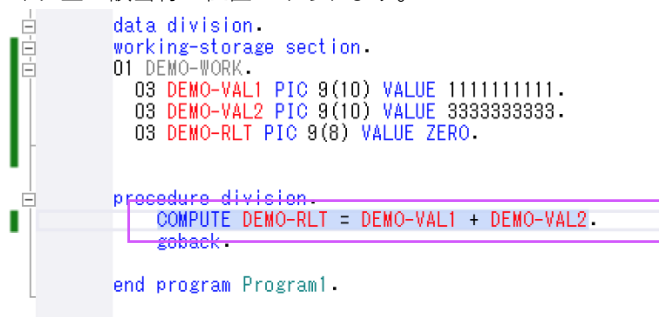 data division.
working-storage section.
01 DEMO-WORK.
03 DEMO-VAL1 PIC 9(10) VALUE 1111111111.
03 DEMO-VAL2 PIC 9(10) VALUE 3333333333.
03 DEMO-RLT PIC 9(8) VALUE ZERO.
procedure division.
COMPUTE DEMO-RLT = DEMO-VAL1 + DEMO-VAL2.
goback.
end program Program1.